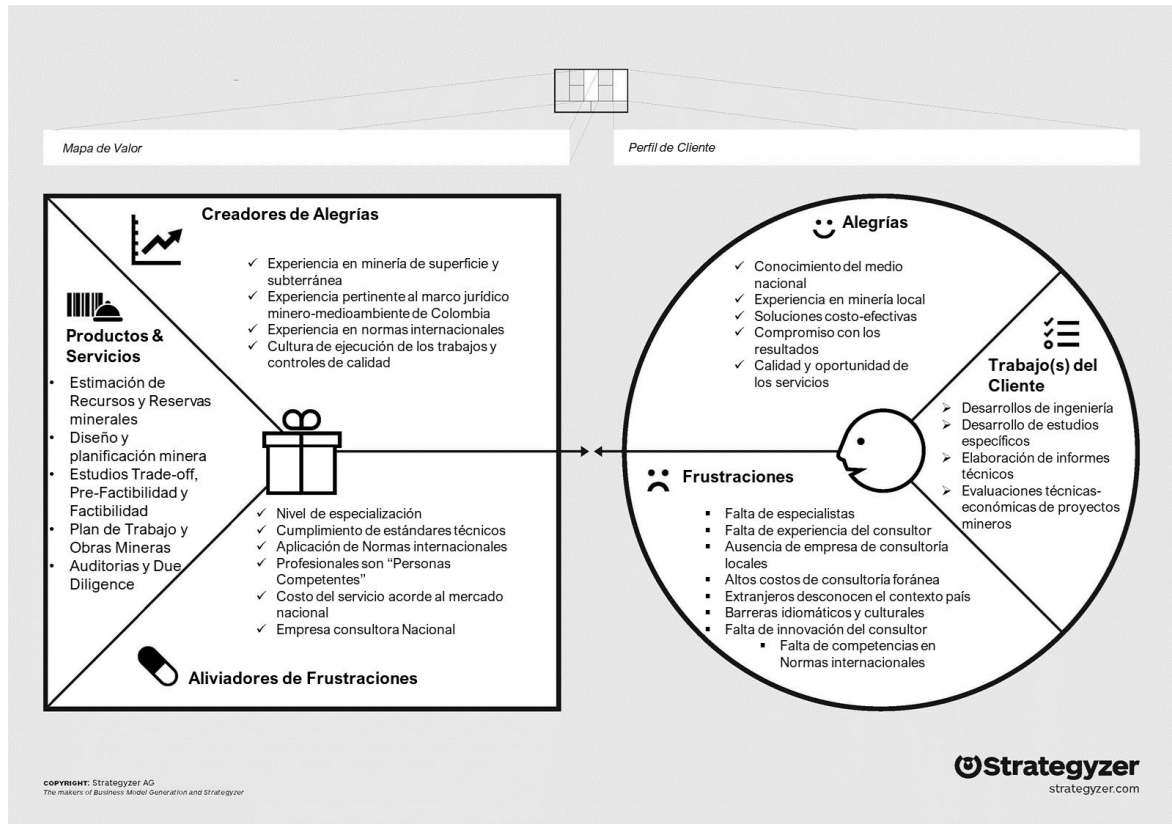 Mapa de Valor
Perfil de Cliente
Creadores de Alegrías
✓ Experiencia en minería de superficie y
subterránea
✓ Experiencia pertinente al marco jurídico
minero-medioambiente de Colombia
✓ Experiencia en normas internacionales
✓ Cultura de ejecución de los trabajos y
controles de calidad
Productos &
Servicios
• Estimación de
Recursos y Reservas
minerales
• Diseño y
planificación minera
• Estudios Trade-off,
Pre-Factibilidad y
Factibilidad
• Plan de Trabajo y
Obras Mineras
• Auditorias y Due
Diligence
✓ Nivel de especialización
✓ Cumplimiento de estándares técnicos
✓ Aplicación de Normas internacionales
✓ Profesionales son “Personas
Competentes”
✓ Costo del servicio acorde al mercado
nacional
✓ Empresa consultora Nacional
Aliviadores de Frustraciones
Alegrías
✓ Conocimiento del medio
nacional
✓ Experiencia en minería local
✓ Soluciones costo-efectivas
✓ Compromiso con los
resultados
✓ Calidad y oportunidad de
los servicios
Trabajo(s) del
Cliente
➢ Desarrollos de ingeniería
➢ Desarrollo de estudios
específicos
➢ Elaboración de informes
técnicos
➢ Evaluaciones técnicas-
económicas de proyectos
mineros
Frustraciones
▪ Falta de especialistas
▪ Falta de experiencia del consultor
▪ Ausencia de empresa de consultoría
locales
▪ Altos costos de consultoría foránea
▪ Extranjeros desconocen el contexto país
▪ Barreras idiomáticos y culturales
▪ Falta de innovación del consultor
▪ Falta de competencias en
Normas internacionales
COPYRIGHT: Strategyzer AG
The makers of Business Model Generation and Strategyzer
Strategyzer
strategyzer.com